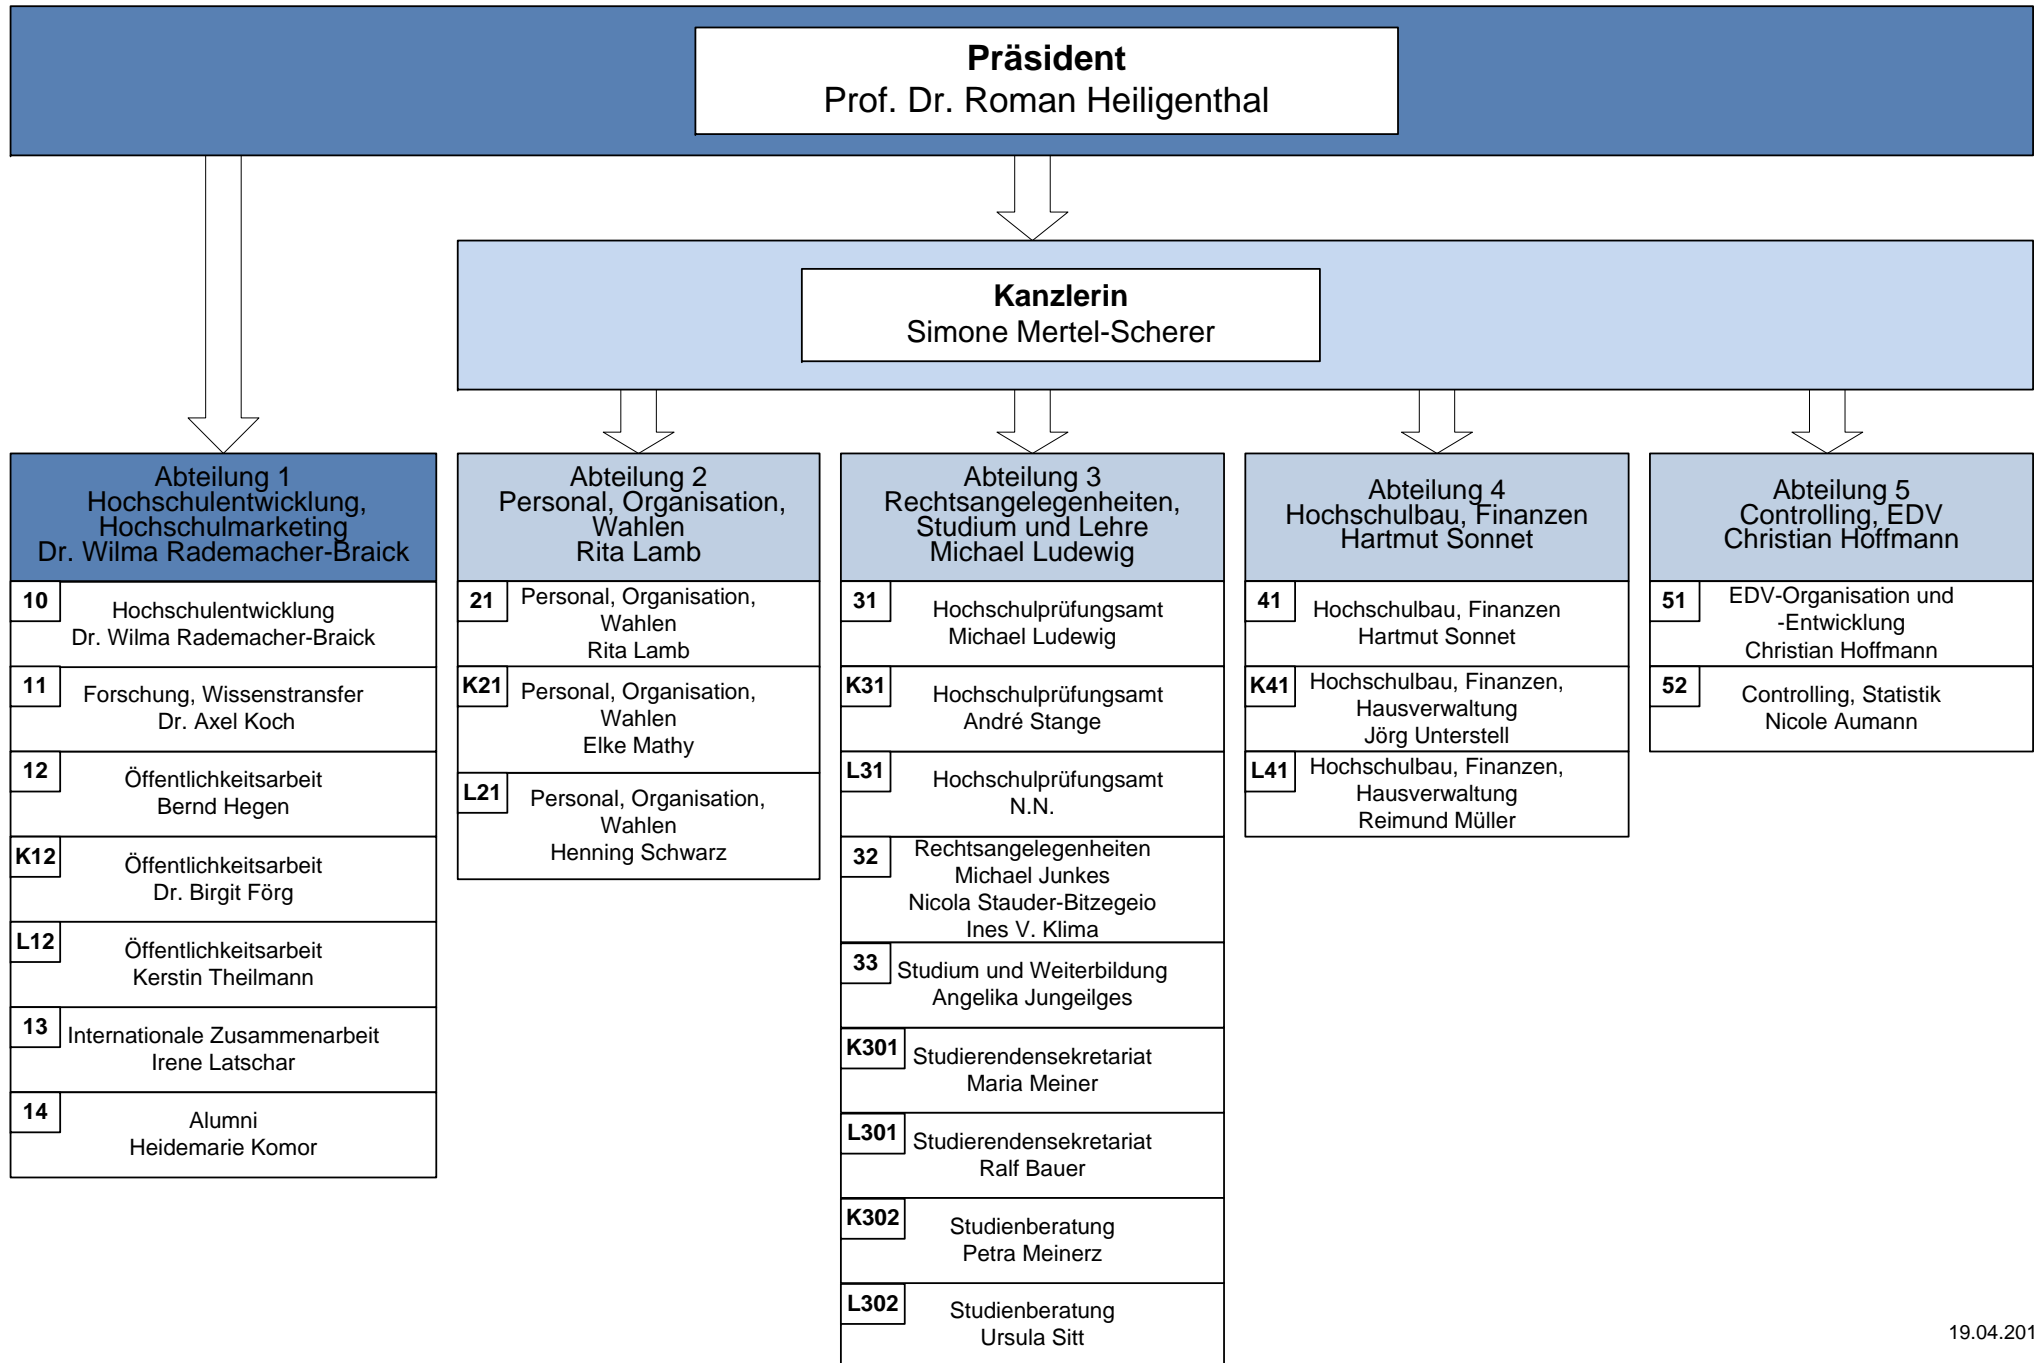 Präsident
Prof. Dr. Roman Heiligenthal
Kanzlerin
Simone Mertel-Scherer
Abteilung 1
Hochschulentwicklung,
Hochschulmarketing
Dr. Wilma Rademacher-Braick
10
Hochschulentwicklung
Dr. Wilma Rademacher-Braick
11
Forschung, Wissenstransfer
Dr. Axel Koch
12
Öffentlichkeitsarbeit
Bernd Hegen
K12
Öffentlichkeitsarbeit
Dr. Birgit Förg
L12
Öffentlichkeitsarbeit
Kerstin Theilmann
13
Internationale Zusammenarbeit
Irene Latschar
14
Alumni
Heidemarie Komor
Abteilung 2
Personal, Organisation,
Wahlen
Rita Lamb
21
Personal, Organisation,
Wahlen
Rita Lamb
K21
Personal, Organisation,
Wahlen
Elke Mathy
L21
Personal, Organisation,
Wahlen
Henning Schwarz
Abteilung 3
Rechtsangelegenheiten,
Studium und Lehre
Michael Ludewig
31
Hochschulprüfungsamt
Michael Ludewig
K31
Hochschulprüfungsamt
André Stange
L31
Hochschulprüfungsamt
N.N.
32
Rechtsangelegenheiten
Michael Junkes
Nicola Stauder-Bitzegeio
Ines V. Klima
33
Studium und Weiterbildung
Angelika Jungeilges
K301
Studierendensekretariat
Maria Meiner
L301
Studierendensekretariat
Ralf Bauer
K302
Studienberatung
Petra Meinerz
L302
Studienberatung
Ursula Sitt
Abteilung 4
Hochschulbau, Finanzen
Hartmut Sonnet
41
Hochschulbau, Finanzen
Hartmut Sonnet
K41
Hochschulbau, Finanzen,
Hausverwaltung
Jörg Unterstell
L41
Hochschulbau, Finanzen,
Hausverwaltung
Reimund Müller
Abteilung 5
Controlling, EDV
Christian Hoffmann
51
EDV-Organisation und
-Entwicklung
Christian Hoffmann
52
Controlling, Statistik
Nicole Aumann
19.04.201